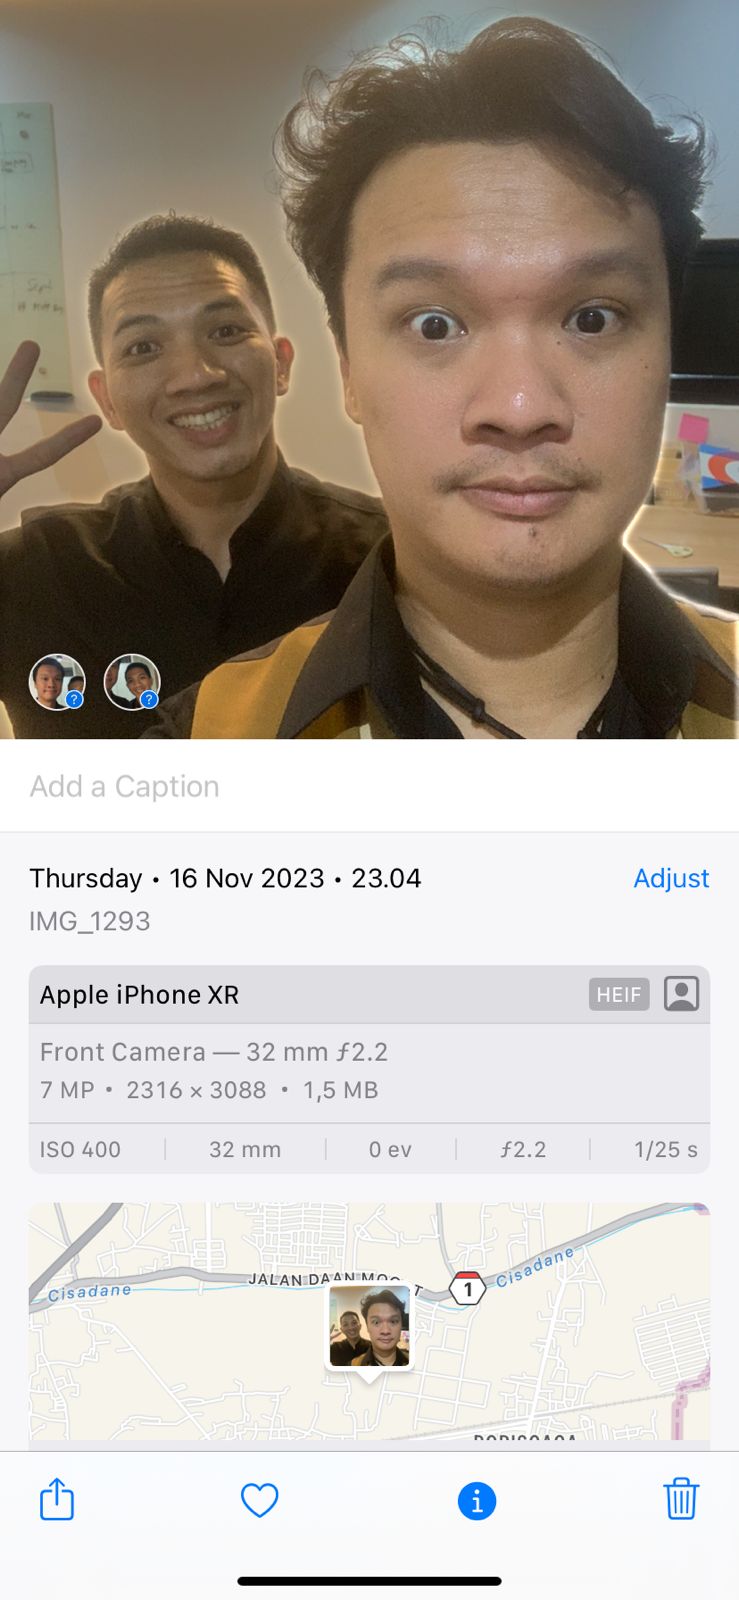 Sept
?
?
Add a Caption
Thursday • 16 Nov 2023 • 23.04
Adjust
IMG_1293
Apple iPhone XR
HEIF
Front Camera — 32 mm ƒ2.2
7 MP • 2316 × 3088 • 1,5 MB
ISO 400
32 mm
0 ev
ƒ2.2
1/25 s
JALAN DAAN MOGOT
1
Cisadane
Cisadane